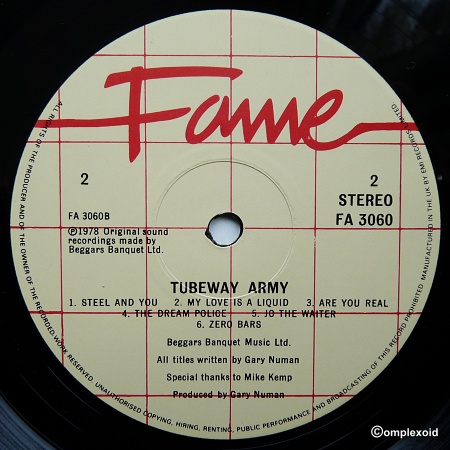 Fame
2
2
STEREO
FA 3060
FA 3060B
℗1978 Original sound
recordings made by
Beggars Banquet Ltd.
TUBEWAY ARMY
1. STEEL AND YOU   2. MY LOVE IS A LIQUID   3. ARE YOU REAL
4. THE DREAM POLICE   5. JO THE WAITER
6. ZERO BARS
Beggars Banquet Music Ltd.
All titles written by Gary Numan
Special thanks to Mike Kemp
Produced by Gary Numan
ALL RIGHTS OF THE PRODUCER AND OF THE OWNER OF THE RECORDED WORK RESERVED. UNAUTHORISED COPYING, HIRING, RENTING, PUBLIC PERFORMANCE AND BROADCASTING OF THIS RECORD PROHIBITED. MANUFACTURED IN THE UK BY EMI RECORDS LIMITED.
©omplexoid